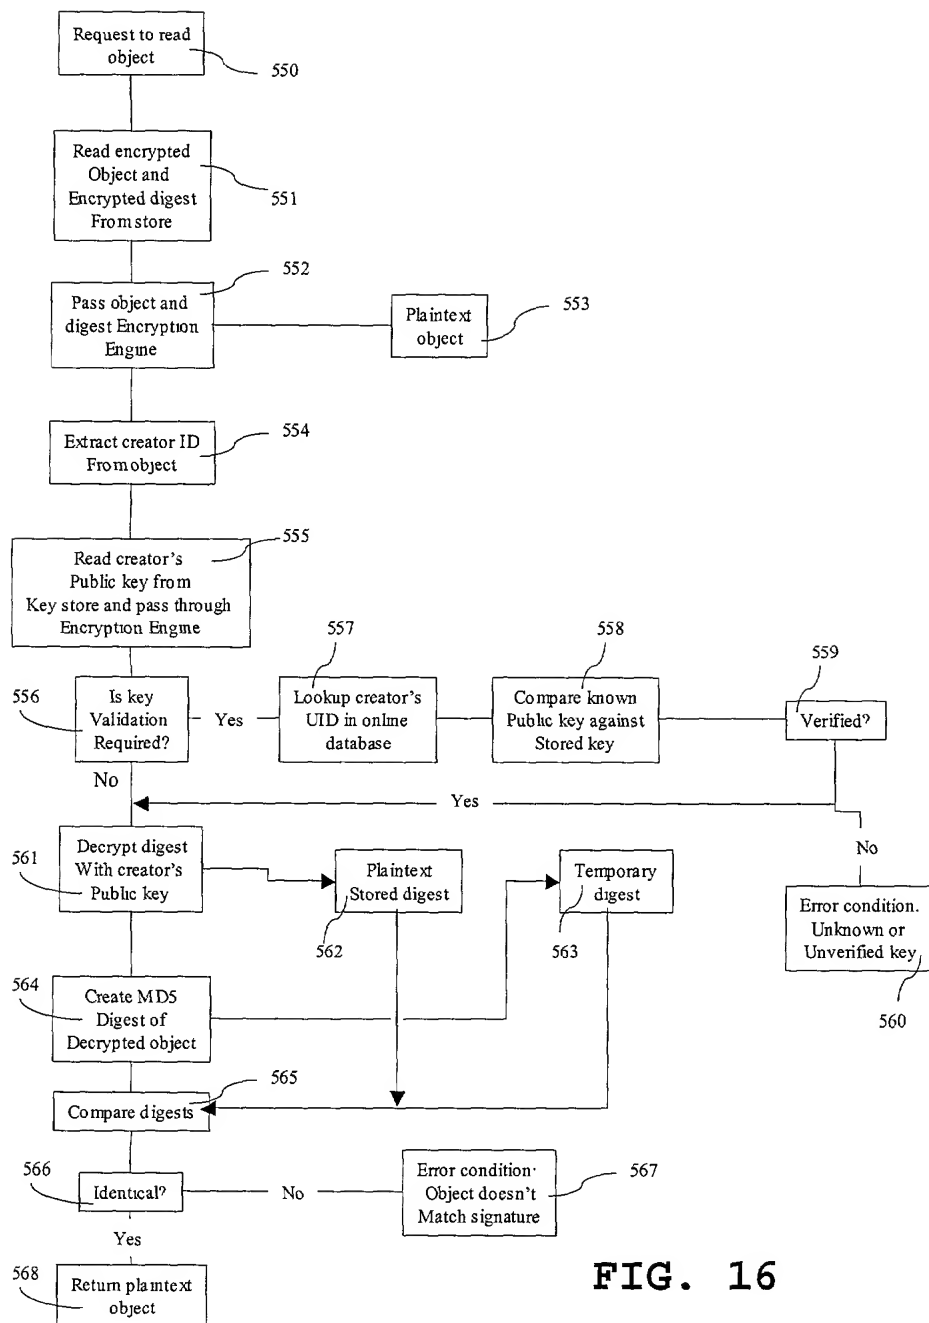 Request to read
object
550
Read encrypted
Object and
Encrypted digest
From store
551
552
Pass object and
digest Encryption
Engine
Plaintext
object
553
Extract creator ID
From object
554
555
Read creator's
Public key from
Key store and pass through
Encryption Engine
556
Is key
Validation
Required?
Yes
557
Lookup creator's
UID in online
database
558
Compare known
Public key against
Stored key
559
Verified?
No
Yes
No
561
Decrypt digest
With creator's
Public key
Plaintext
Stored digest
562
Temporary
digest
563
Error condition.
Unknown or
Unverified key
560
564
Create MD5
Digest of
Decrypted object
565
Compare digests
566
Identical?
No
Error condition·
Object doesn't
Match signature
567
Yes
568
Return plaintext
object
FIG. 16